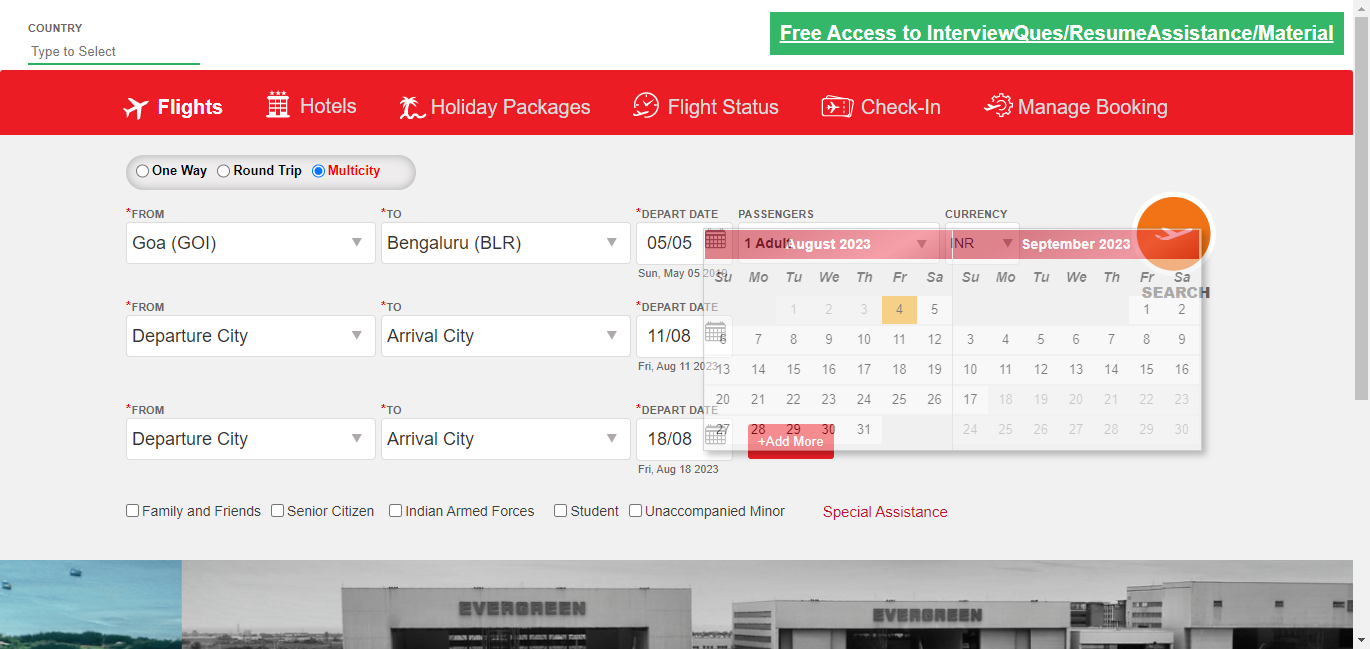 COUNTRY
Type to Select
Free Access to InterviewQues/ResumeAssistance/Material
Flights Hotels Holiday Packages Flight Status Check-In Manage Booking
One Way Round Trip Multicity
*FROM *TO *DEPART DATE PASSENGERS CURRENCY
Goa (GOI) Bengaluru (BLR) 05/05 1 Adult INR
Sun, May 05 2019
SEARCH
August 2023 September 2023
Su Mo Tu We Th Fr Sa Su Mo Tu We Th Fr Sa
1 2 3 4 5 1 2
6 7 8 9 10 11 12 3 4 5 6 7 8 9
13 14 15 16 17 18 19 10 11 12 13 14 15 16
20 21 22 23 24 25 26 17 18 19 20 21 22 23
27 28 29 30 31 24 25 26 27 28 29 30
*FROM *TO *DEPART DATE
Departure City Arrival City 11/08
Fri, Aug 11 2023
*FROM *TO *DEPART DATE
Departure City Arrival City 18/08
+Add More
Fri, Aug 18 2023
Family and Friends Senior Citizen Indian Armed Forces Student Unaccompanied Minor Special Assistance
EVERGREEN
EVERGREEN